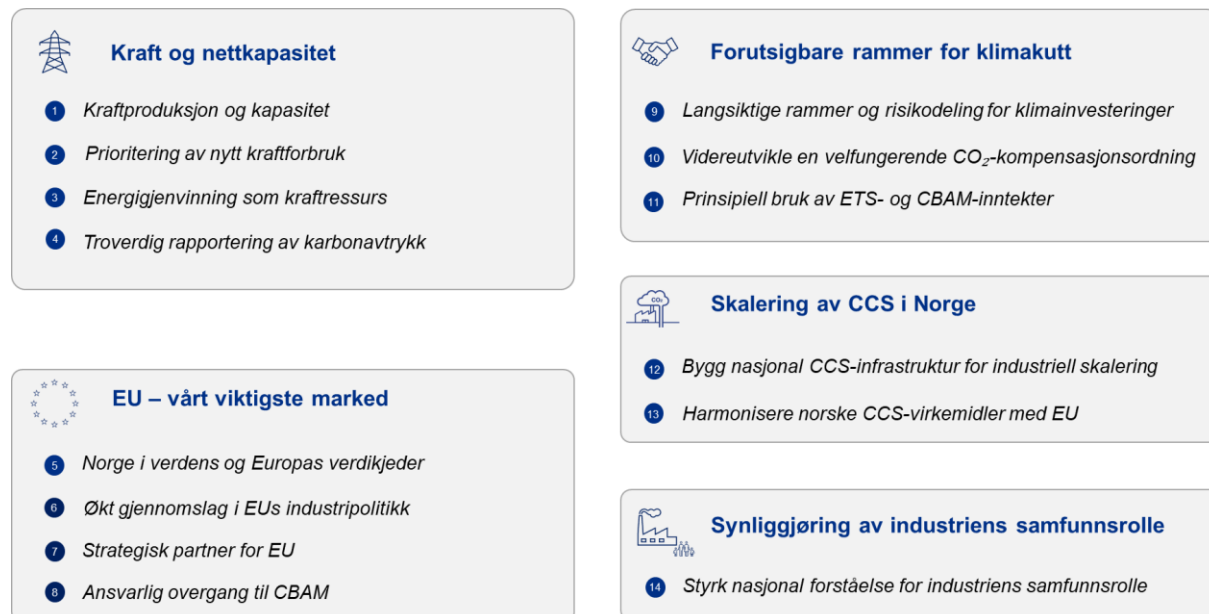 Kraft og nettkapasitet
1 Kraftproduksjon og kapasitet
2 Prioritering av nytt kraftforbruk
3 Energigjenvinning som kraftressurs
4 Troverdig rapportering av karbonavtrykk
EU – vårt viktigste marked
5 Norge i verdens og Europas verdikjeder
6 Økt gjennomslag i EUs industripolitikk
7 Strategisk partner for EU
8 Ansvarlig overgang til CBAM
Forutsigbare rammer for klimakutt
9 Langsiktige rammer og risikodeling for klimainvesteringer
10 Videreutvikle en velfungerende CO₂-kompensasjonsordning
11 Prinsipiell bruk av ETS- og CBAM-inntekter
CO₂
Skalering av CCS i Norge
12 Bygg nasjonal CCS-infrastruktur for industriell skalering
13 Harmonisere norske CCS-virkemidler med EU
Synliggjøring av industriens samfunnsrolle
14 Styrk nasjonal forståelse for industriens samfunnsrolle